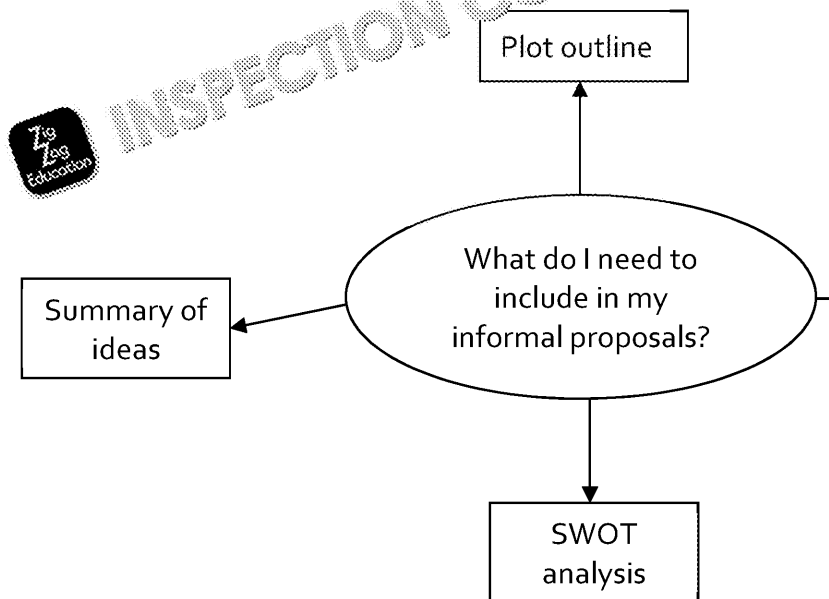 Plot outline
INSPECTION
Zig
Zag
Education
What do I need to
include in my
informal proposals?
Summary of
ideas
SWOT
analysis